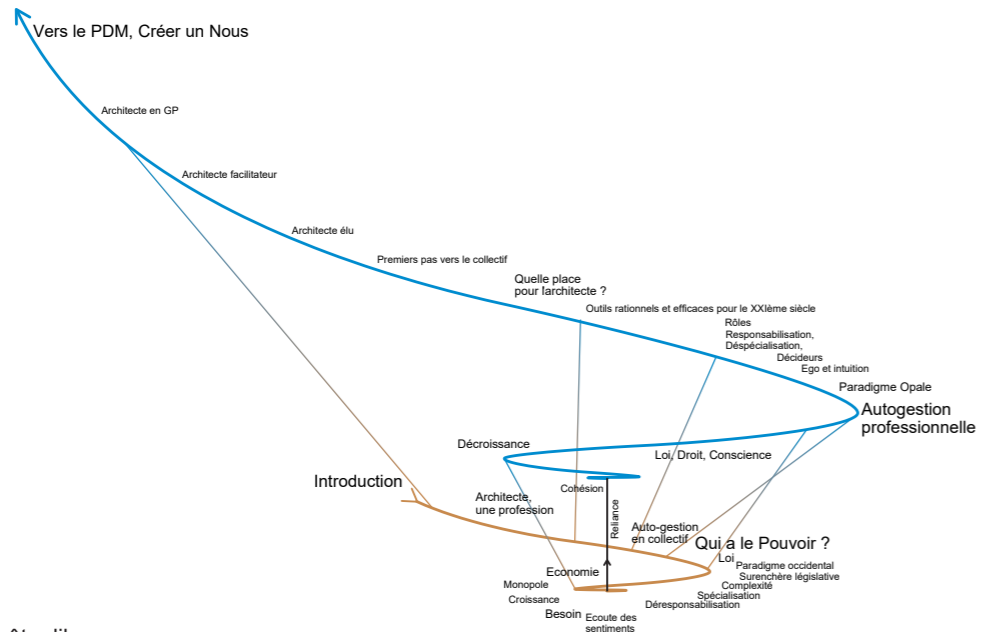 Vers le PDM, Créer un Nous
Architecte en GP
Architecte facilitateur
Architecte élu
Premiers pas vers le collectif
Quelle place
pour l'architecte ?
Outils rationnels et efficaces pour le XXIème siècle
Rôles
Responsabilisation,
Déspécialisation,
Décideurs
Ego et intuition
Paradigme Opale
Autogestion
professionnelle
Décroissance
Loi, Droit, Conscience
Introduction
Cohésion
Architecte,
une profession
Reliance
Auto-gestion
en collectif
Qui a le Pouvoir ?
Loi
Paradigme occidental
Surenchère législative
Complexité
Spécialisation
Déresponsabilisation
Economie
Monopole
Croissance
Besoin
Ecoute des
sentiments